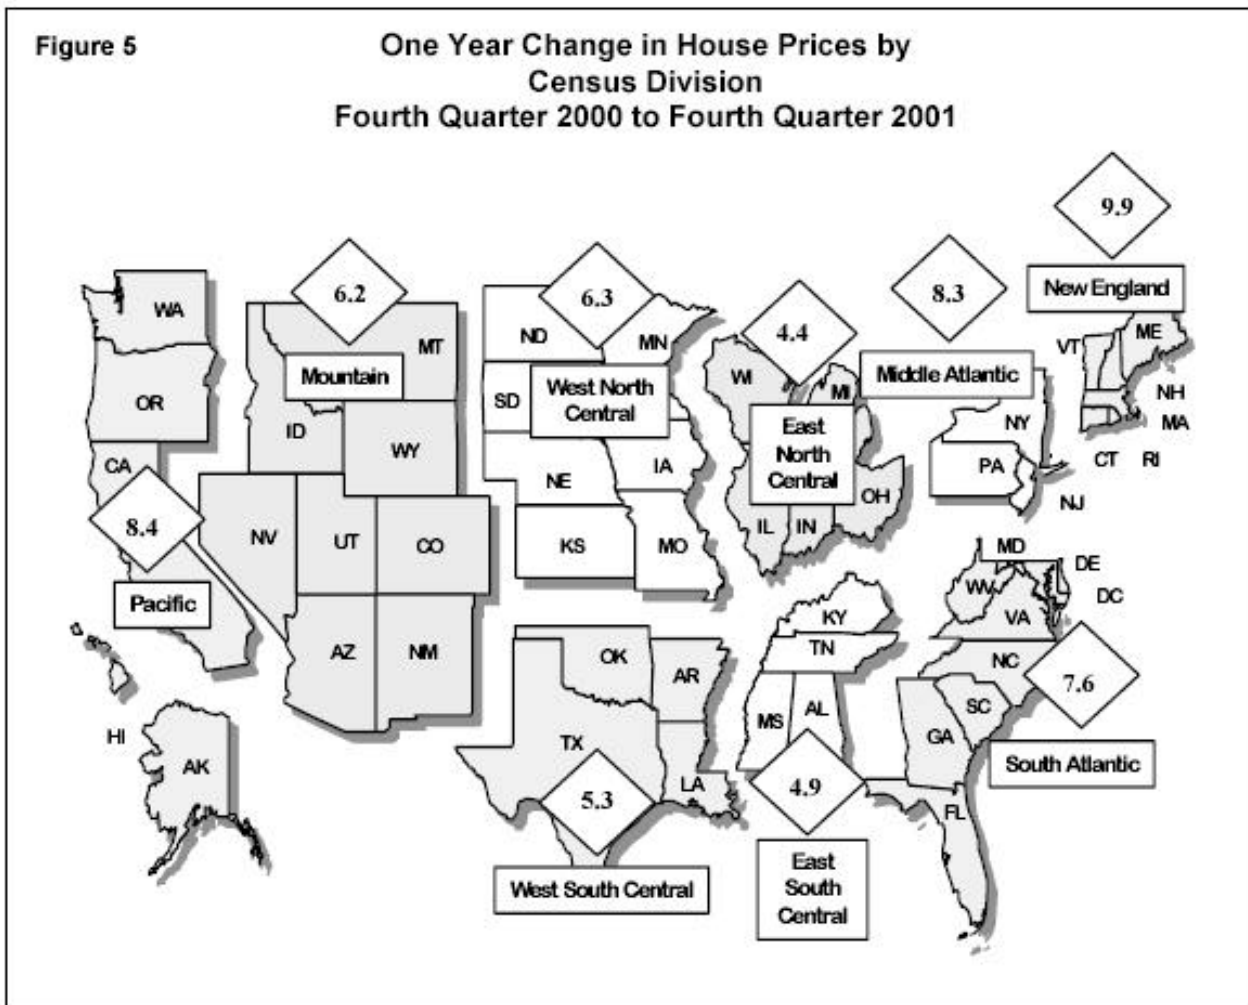 Figure 5
One Year Change in House Prices by
Census Division
Fourth Quarter 2000 to Fourth Quarter 2001
9.9
New England
8.3
Middle Atlantic
6.2
Mountain
6.3
West North
Central
4.4
East
North
Central
8.4
Pacific
7.6
South Atlantic
5.3
West South Central
4.9
East
South
Central
WA
OR
CA
HI
AK
MT
ID
WY
NV
UT
CO
AZ
NM
ND
MN
SD
NE
IA
KS
MO
WI
MI
IL
IN
OH
NY
PA
NJ
VT
ME
NH
MA
CT
RI
OK
AR
TX
LA
KY
TN
MS
AL
MD
DE
DC
WV
VA
NC
SC
GA
FL